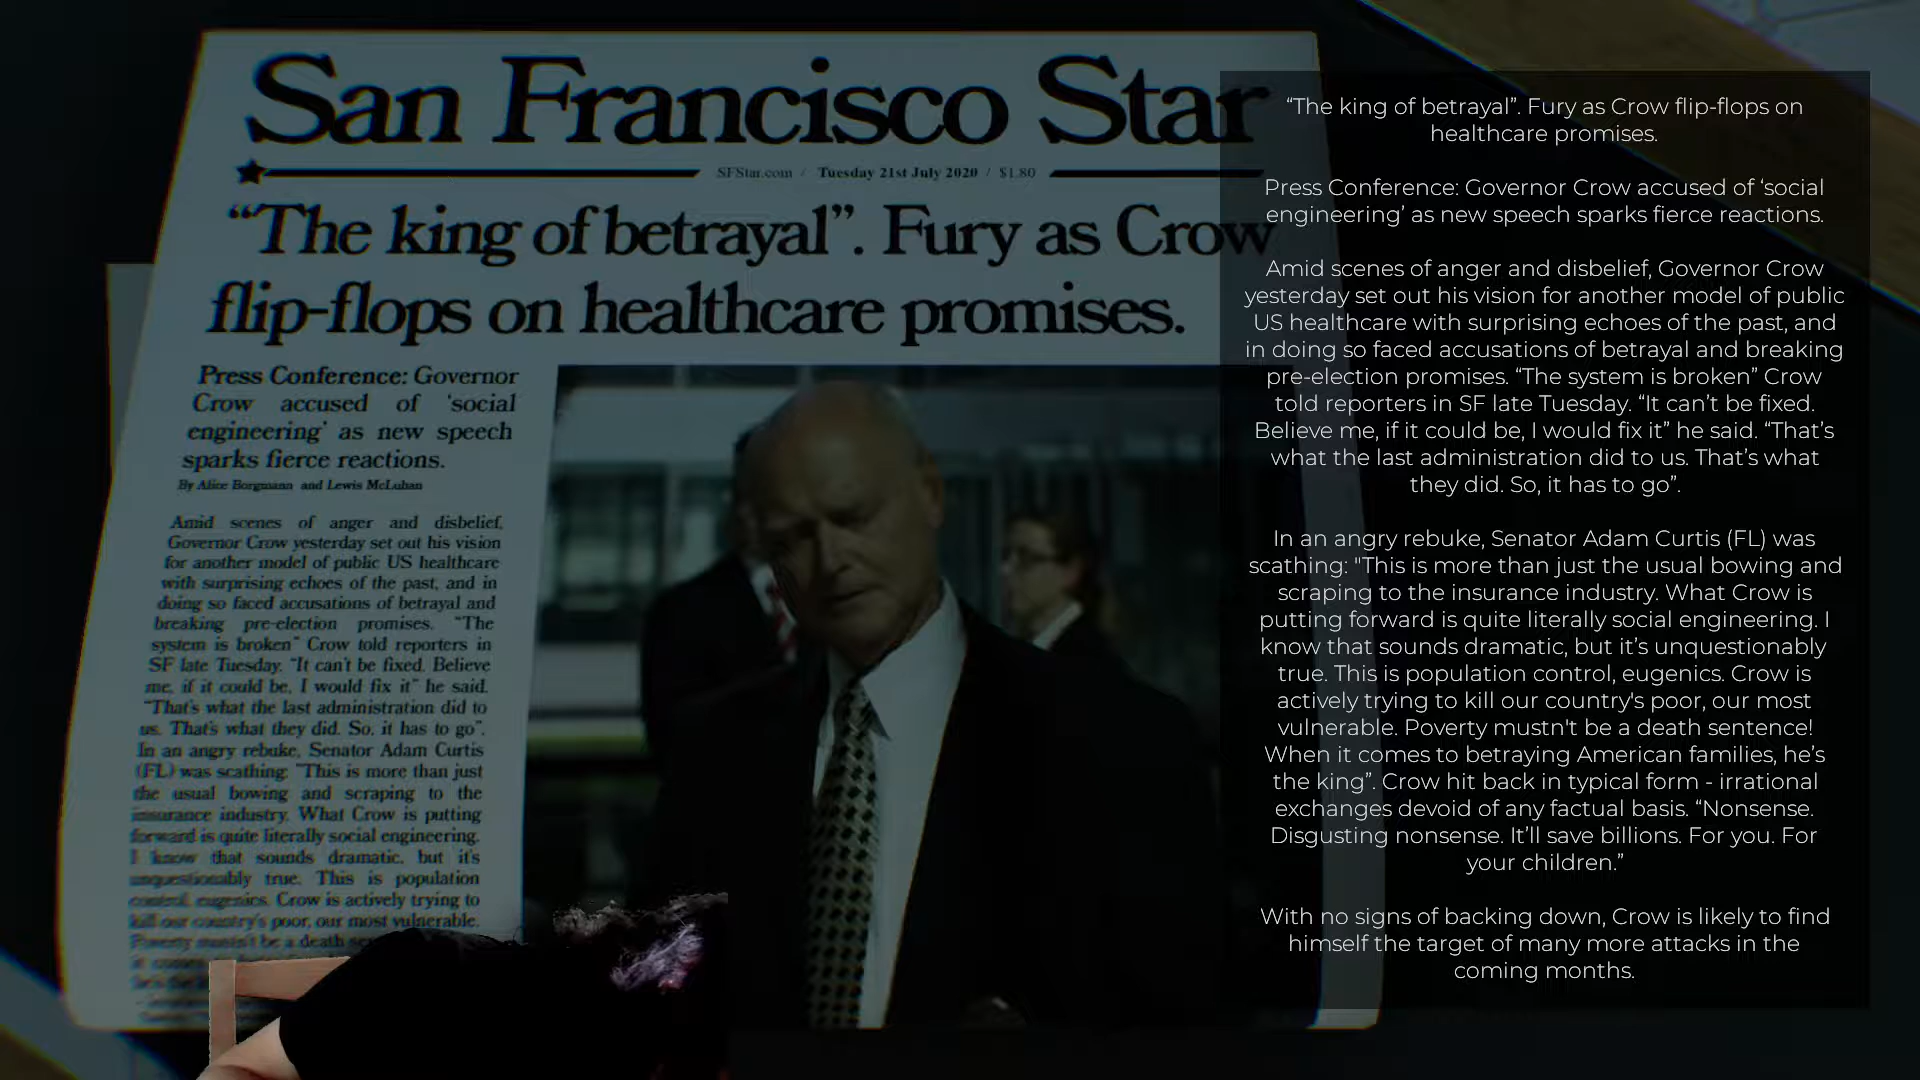 San Francisco Star
SFStar.com / Tuesday 21st July 2020 / $1.80
“The king of betrayal”. Fury as Crow
flip-flops on healthcare promises.
Press Conference: Governor
Crow accused of ‘social
engineering’ as new speech
sparks fierce reactions.
By Alice Borgmann and Lewis McLuhan
Amid scenes of anger and disbelief,
Governor Crow yesterday set out his vision
for another model of public US healthcare
with surprising echoes of the past, and in
doing so faced accusations of betrayal and
breaking pre-election promises. “The
system is broken” Crow told reporters in
SF late Tuesday. “It can’t be fixed. Believe
me, if it could be, I would fix it” he said.
“That’s what the last administration did to
us. That’s what they did. So, it has to go”.
In an angry rebuke, Senator Adam Curtis
(FL) was scathing: "This is more than just
the usual bowing and scraping to the
insurance industry. What Crow is putting
forward is quite literally social engineering.
I know that sounds dramatic, but it’s
unquestionably true. This is population
control, eugenics. Crow is actively trying to
kill our country's poor, our most vulnerable.
Poverty mustn't be a death
“The king of betrayal”. Fury as Crow flip-flops on
healthcare promises.
Press Conference: Governor Crow accused of ‘social
engineering’ as new speech sparks fierce reactions.
Amid scenes of anger and disbelief, Governor Crow
yesterday set out his vision for another model of public
US healthcare with surprising echoes of the past, and
in doing so faced accusations of betrayal and breaking
pre-election promises. “The system is broken” Crow
told reporters in SF late Tuesday. “It can’t be fixed.
Believe me, if it could be, I would fix it” he said. “That’s
what the last administration did to us. That’s what
they did. So, it has to go”.
In an angry rebuke, Senator Adam Curtis (FL) was
scathing: "This is more than just the usual bowing and
scraping to the insurance industry. What Crow is
putting forward is quite literally social engineering. I
know that sounds dramatic, but it’s unquestionably
true. This is population control, eugenics. Crow is
actively trying to kill our country's poor, our most
vulnerable. Poverty mustn't be a death sentence!
When it comes to betraying American families, he’s
the king”. Crow hit back in typical form - irrational
exchanges devoid of any factual basis. “Nonsense.
Disgusting nonsense. It’ll save billions. For you. For
your children.”
With no signs of backing down, Crow is likely to find
himself the target of many more attacks in the
coming months.